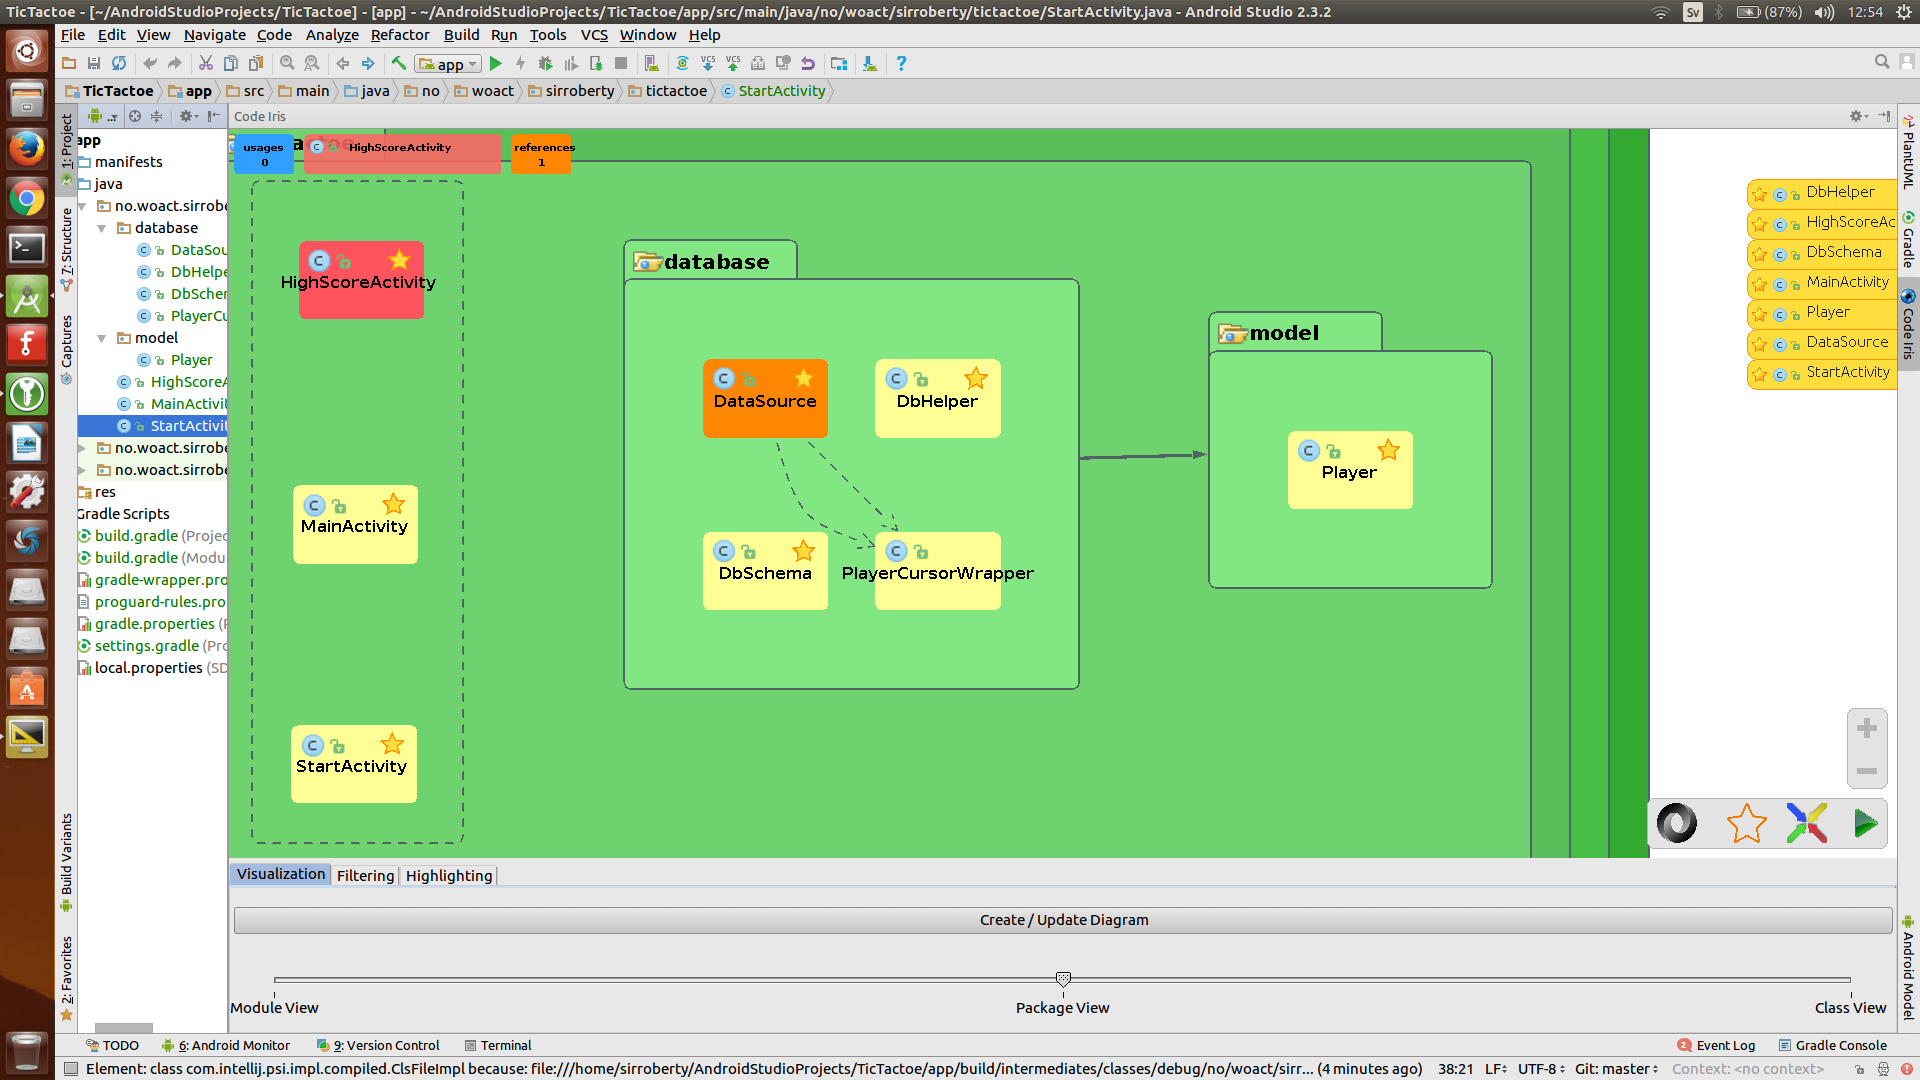 TicTactoe - [~/AndroidStudioProjects/TicTactoe] - [app] - ~/AndroidStudioProjects/TicTactoe/app/src/main/java/no/woact/sirroberty/tictactoe/StartActivity.java - Android Studio 2.3.2
Sv (87%) 12:54
File Edit View Navigate Code Analyze Refactor Build Run Tools VCS Window Help
app
VCS VCS
TicTactoe app src main java no woact sirroberty tictactoe StartActivity
Code Iris
1: Project
Z: Structure
Captures
Build Variants
2: Favorites
app
manifests
java
no.woact.sirrobe
database
DataSou
DbHelpe
DbScher
PlayerCu
model
Player
HighScoreA
MainActivit
StartActivit
no.woact.sirrobe
no.woact.sirrobe
res
Gradle Scripts
build.gradle (Projec
build.gradle (Modu
gradle-wrapper.pro
proguard-rules.pro
gradle.properties (P
settings.gradle (Pro
local.properties (SD
usages
0
HighScoreActivity
references
1
HighScoreActivity
MainActivity
StartActivity
database
DataSource
DbHelper
DbSchema
PlayerCursorWrapper
model
Player
DbHelper
HighScoreAc
DbSchema
MainActivity
Player
DataSource
StartActivity
PlantUML
Gradle
Code Iris
Android Model
Visualization Filtering Highlighting
Create / Update Diagram
Module View Package View Class View
TODO 6: Android Monitor 9: Version Control Terminal 2 Event Log Gradle Console
Element: class com.intellij.psi.impl.compiled.ClsFileImpl because: file:///home/sirroberty/AndroidStudioProjects/TicTactoe/app/build/intermediates/classes/debug/no/woact/sirr... (4 minutes ago) 38:21 LF UTF-8 Git: master Context: <no context>